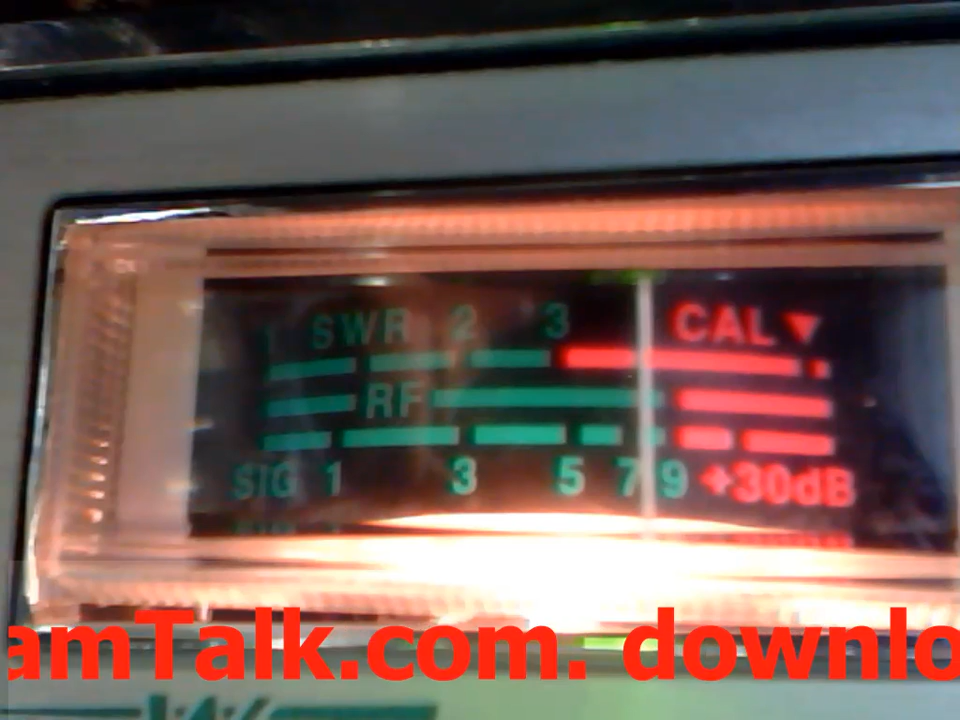 1 SWR 2 3 CAL
RF
SIG 1 3 5 7 9 +30dB
amTalk.com. downlo